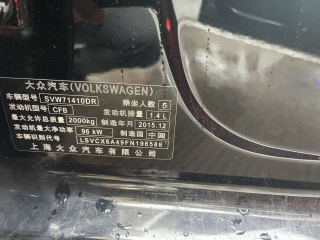 大众汽车(VOLKSWAGEN)
车辆型号 SVW71410DR 乘坐人数 5
发动机型号 CFB 发动机排量 1.4 L
最大允许总质量 2000kg 制造年月 2015.12
发动机最大净功率 96 kW 制造国 中国
车辆识别代号 LSVCX6A49FN196588
上海大众汽车有限公司